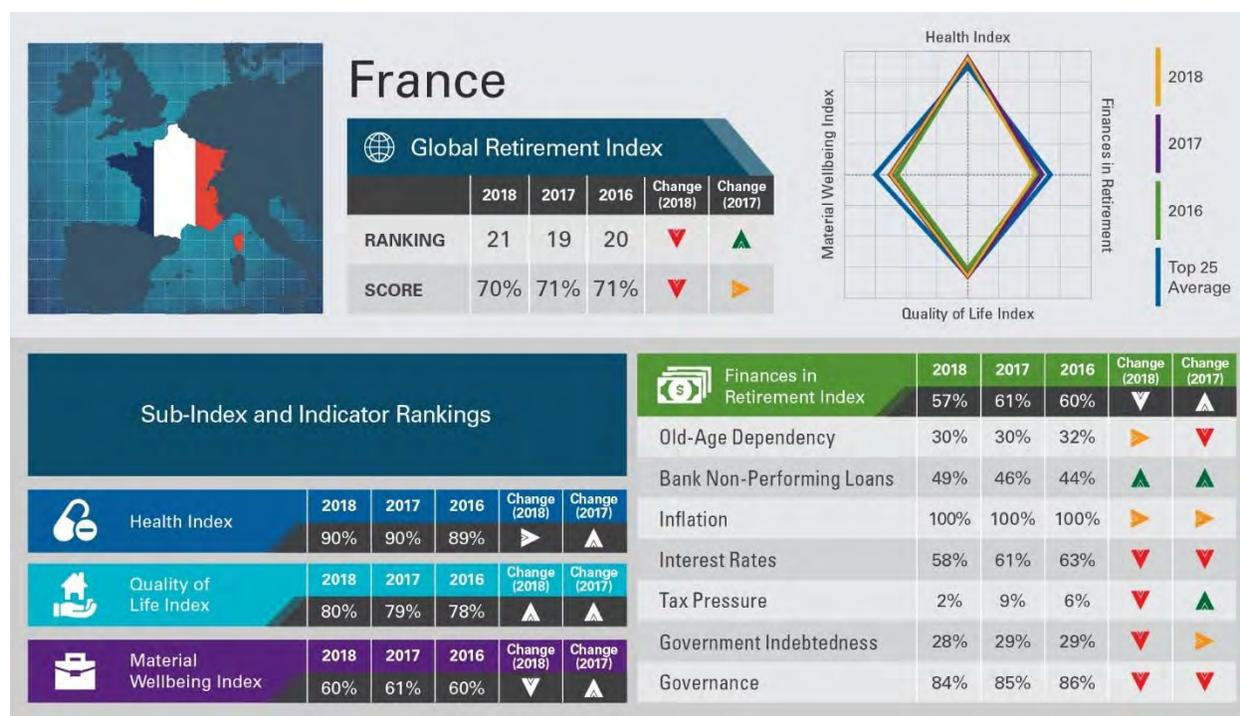 France
Global Retirement Index
2018 2017 2016 Change (2018) Change (2017)
RANKING 21 19 20
SCORE 70% 71% 71%
Health Index
Material Wellbeing Index
Finances in Retirement
Quality of Life Index
2018
2017
2016
Top 25
Average
Sub-Index and Indicator Rankings
Health Index
2018 2017 2016 Change (2018) Change (2017)
90% 90% 89%
Quality of
Life Index
2018 2017 2016 Change (2018) Change (2017)
80% 79% 78%
Material
Wellbeing Index
2018 2017 2016 Change (2018) Change (2017)
60% 61% 60%
$
Finances in
Retirement Index
2018 2017 2016 Change (2018) Change (2017)
57% 61% 60%
Old-Age Dependency 30% 30% 32%
Bank Non-Performing Loans 49% 46% 44%
Inflation 100% 100% 100%
Interest Rates 58% 61% 63%
Tax Pressure 2% 9% 6%
Government Indebtedness 28% 29% 29%
Governance 84% 85% 86%